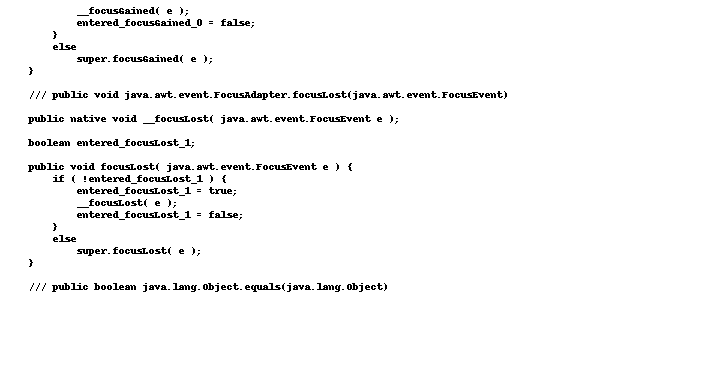 __focusGained( e );
entered_focusGained_0 = false;
}
else
super.focusGained( e );
}
/// public void java.awt.event.FocusAdapter.focusLost(java.awt.event.FocusEvent)
public native void __focusLost( java.awt.event.FocusEvent e );
boolean entered_focusLost_1;
public void focusLost( java.awt.event.FocusEvent e ) {
if ( !entered_focusLost_1 ) {
entered_focusLost_1 = true;
__focusLost( e );
entered_focusLost_1 = false;
}
else
super.focusLost( e );
}
/// public boolean java.lang.Object.equals(java.lang.Object)